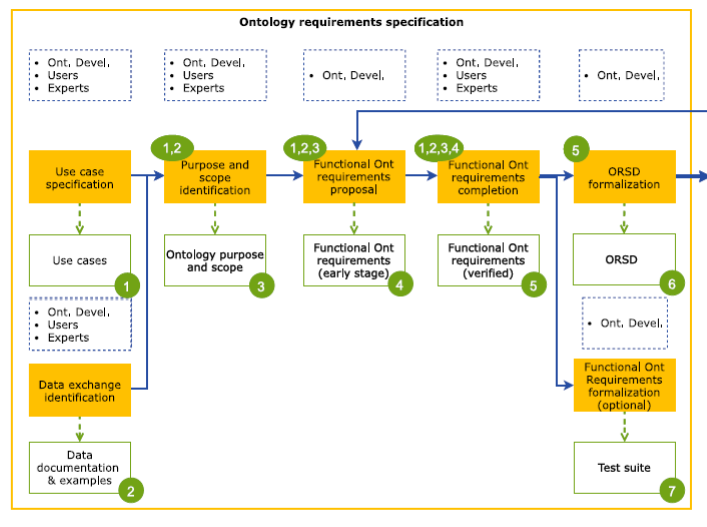 Ontology requirements specification
• Ont, Devel,
• Users
• Experts
• Ont, Devel,
• Users
• Experts
• Ont, Devel,
• Ont, Devel,
• Users
• Experts
• Ont, Devel,
1,2
1,2,3
1,2,3,4
5
Use case
specification
Purpose and
scope
identification
Functional Ont
requirements
proposal
Functional Ont
requirements
completion
ORSD
formalization
Use cases
1
Ontology purpose
and scope
3
Functional Ont
requirements
(early stage)
4
Functional Ont
requirements
(verified)
5
ORSD
6
• Ont, Devel,
• Users
• Experts
• Ont, Devel,
Data exchange
identification
Functional Ont
Requirements
formalization
(optional)
Data
documentation
& examples
2
Test suite
7